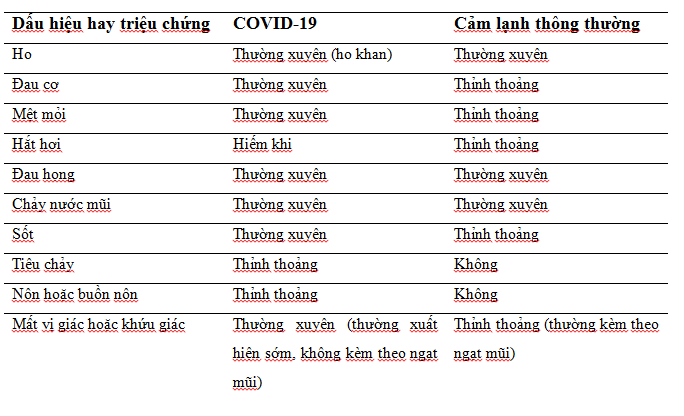 Dấu hiệu hay triệu chứng COVID-19 Cảm lạnh thông thường
Ho Thường xuyên (ho khan) Thường xuyên
Đau cơ Thường xuyên Thỉnh thoảng
Mệt mỏi Thường xuyên Thỉnh thoảng
Hắt hơi Hiếm khi Thỉnh thoảng
Đau họng Thường xuyên Thường xuyên
Chảy nước mũi Thường xuyên Thường xuyên
Sốt Thường xuyên Thỉnh thoảng
Tiêu chảy Thỉnh thoảng Không
Nôn hoặc buồn nôn Thỉnh thoảng Không
Mất vị giác hoặc khứu giác Thường xuyên (thường xuất Thỉnh thoảng (thường kèm theo
hiện sớm, không kèm theo ngạt ngạt mũi)
mũi)